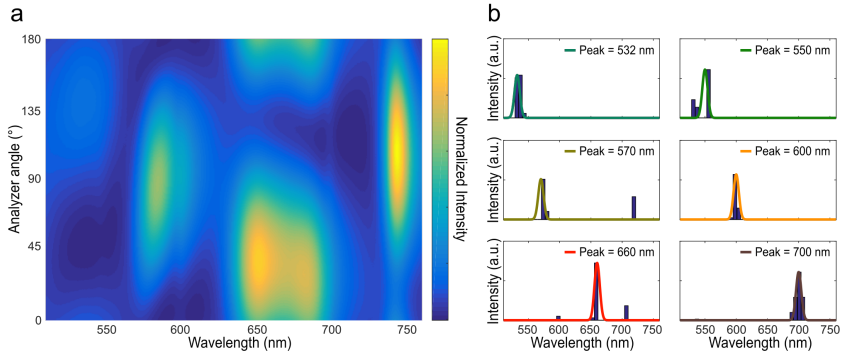 a
180
135
90
45
0
Analyzer angle (°)
550
600
650
700
750
Wavelength (nm)
Normalized Intensity
b
Intensity (a.u.)
Peak = 532 nm
Peak = 550 nm
Intensity (a.u.)
Peak = 570 nm
Peak = 600 nm
Intensity (a.u.)
Peak = 660 nm
Peak = 700 nm
550 600 650 700 750
550 600 650 700 750
Wavelength (nm)
Wavelength (nm)